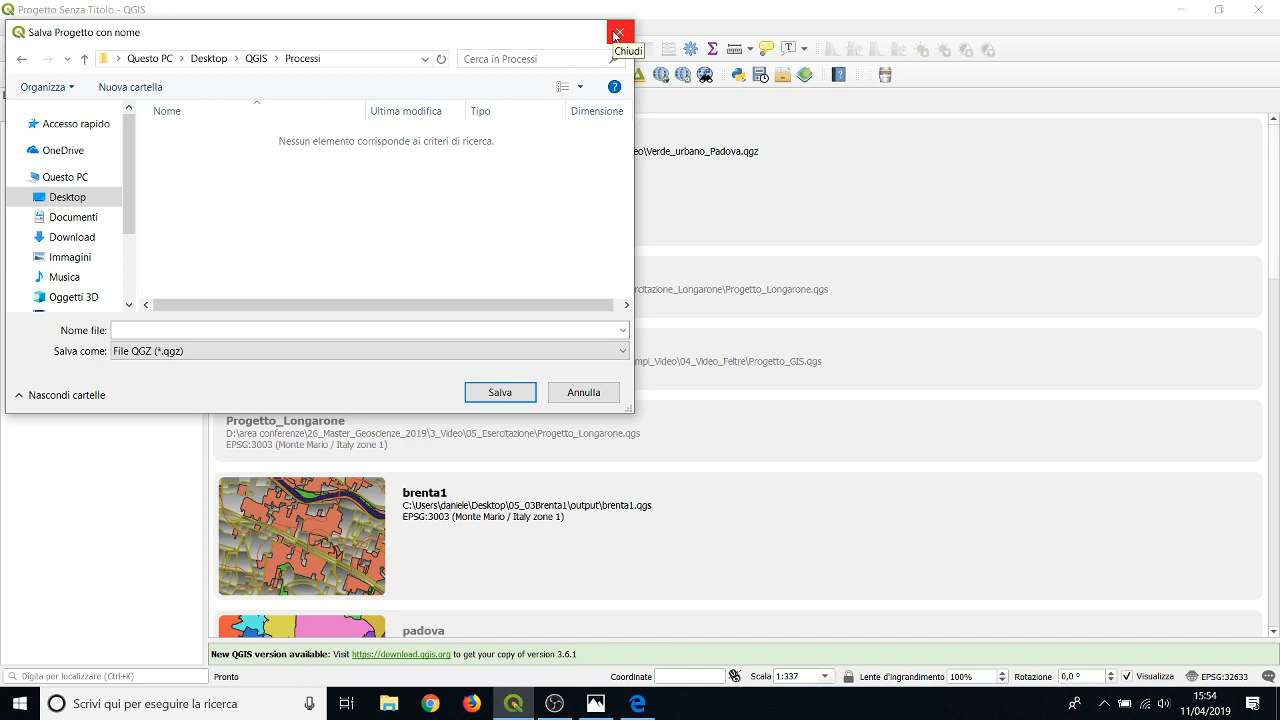 Progetto Senza Titolo - QGIS
Salva Progetto con nome
Chiudi
Questo PC > Desktop > QGIS > Processi
Cerca in Processi
Organizza
Nuova cartella
Nome
Ultima modifica
Tipo
Dimensione
Nessun elemento corrisponde ai criteri di ricerca.
Accesso rapido
OneDrive
Questo PC
Desktop
Documenti
Download
Immagini
Musica
Oggetti 3D
Nome file:
Salva come: File QGZ (*.qgz)
Nascondi cartelle
Salva
Annulla
\Verde_urbano_Padova.qgz
\Progetto_Longarone.qgs
\04_Video_Feltre\Progetto_GIS.qgs
Progetto_Longarone
D:\area conferenze\26_Master_Geoscienze_2019\3_Video\05_Esercitazione\Progetto_Longarone.qgs
EPSG:3003 (Monte Mario / Italy zone 1)
brenta1
C:\Users\daniele\Desktop\05_03Brenta1\output\brenta1.qgs
EPSG:3003 (Monte Mario / Italy zone 1)
padova
New QGIS version available: Visit https://download.qgis.org to get your copy of version 3.6.1
Digita per localizzare (Ctrl+K)
Pronto
Coordinate
Scala 1:337
Lente d'ingrandimento 100%
Rotazione 0,0 °
Visualizza
EPSG:32633
Scrivi qui per eseguire la ricerca
15:54
11/04/2019